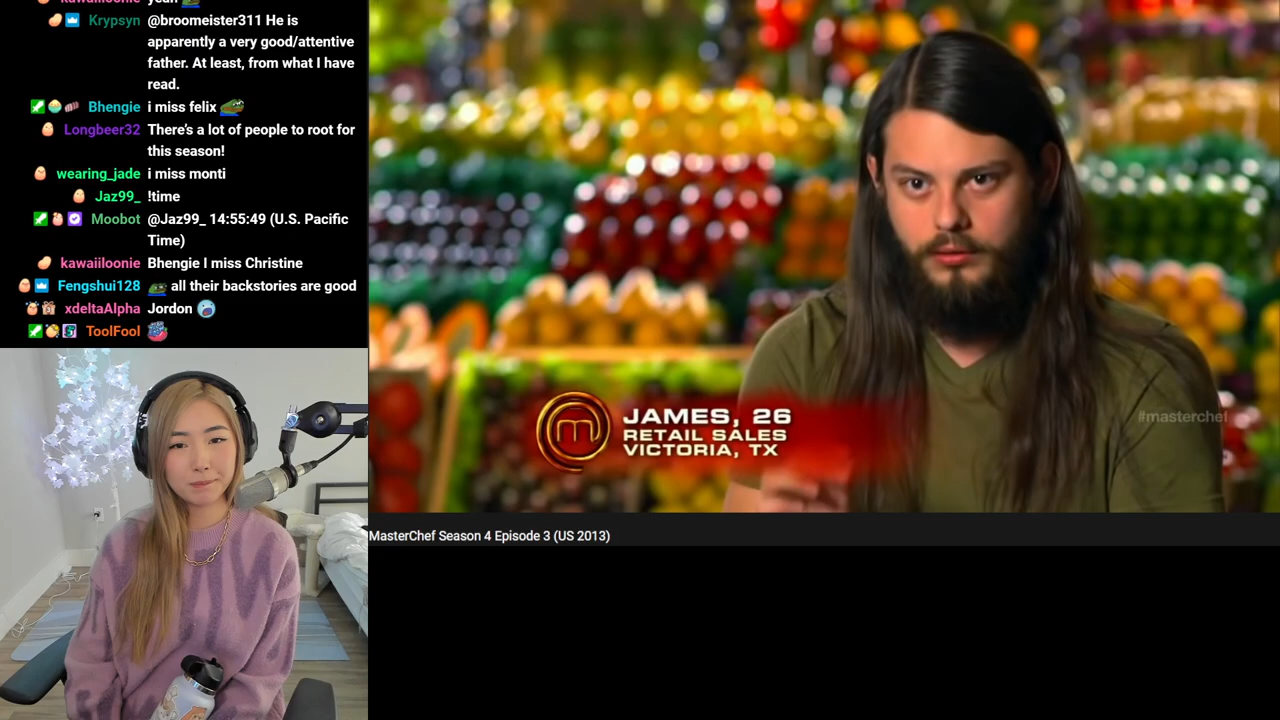 kawaiiloonie yeah
Krypsyn @broomeister311 He is
apparently a very good/attentive
father. At least, from what I have
read.
Bhengie i miss felix
Longbeer32 There's a lot of people to root for
this season!
wearing_jade i miss monti
Jaz99_ !time
Moobot @Jaz99_ 14:55:49 (U.S. Pacific
Time)
kawaiiloonie Bhengie I miss Christine
Fengshui128 all their backstories are good
xdeltaAlpha Jordon
ToolFool
JAMES, 26
RETAIL SALES
VICTORIA, TX
#masterchef
MasterChef Season 4 Episode 3 (US 2013)